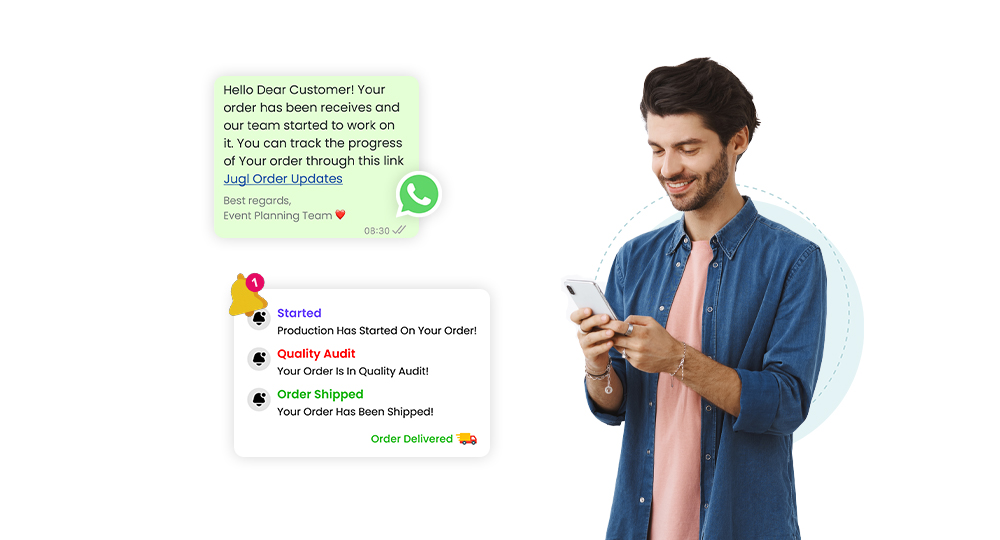 Hello Dear Customer! Your
order has been receives and
our team started to work on
it. You can track the progress
of Your order through this link
Jugl Order Updates
Best regards,
Event Planning Team ❤️
08:30
1
Started
Production Has Started On Your Order!
Quality Audit
Your Order Is In Quality Audit!
Order Shipped
Your Order Has Been Shipped!
Order Delivered